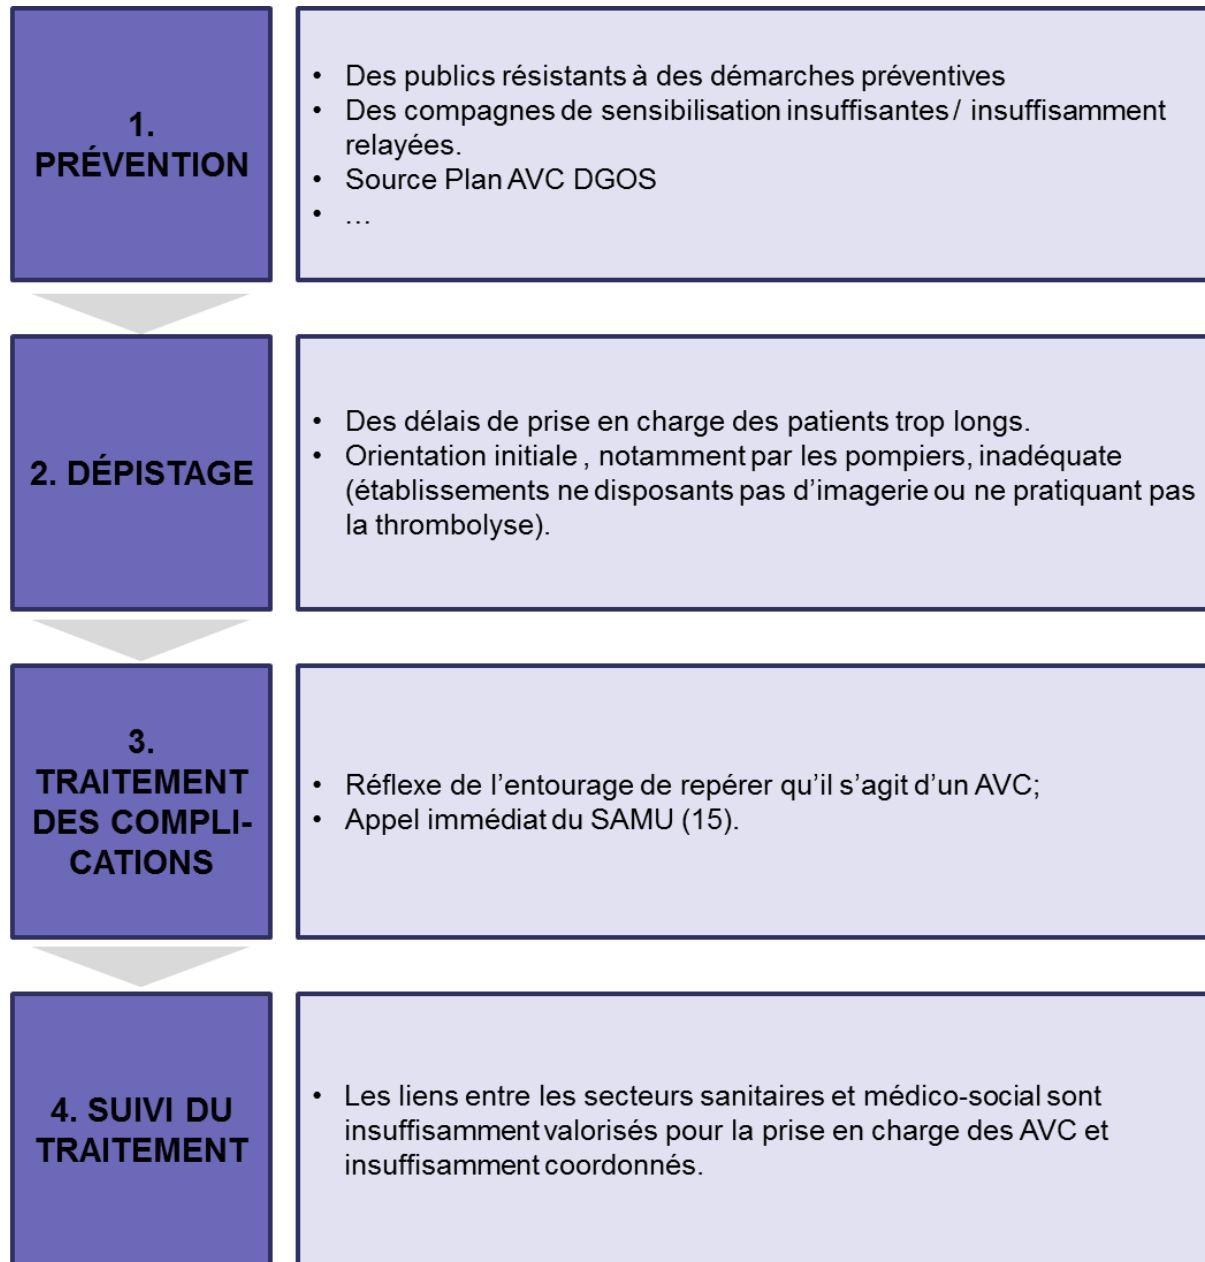 1.
PRÉVENTION
• Des publics résistants à des démarches préventives
• Des compagnes de sensibilisation insuffisantes / insuffisamment
relayées.
• Source Plan AVC DGOS
• …
2. DÉPISTAGE
• Des délais de prise en charge des patients trop longs.
• Orientation initiale , notamment par les pompiers, inadéquate
(établissements ne disposants pas d’imagerie ou ne pratiquant pas
la thrombolyse).
3.
TRAITEMENT
DES COMPLI-
CATIONS
• Réflexe de l’entourage de repérer qu’il s’agit d’un AVC;
• Appel immédiat du SAMU (15).
4. SUIVI DU
TRAITEMENT
• Les liens entre les secteurs sanitaires et médico-social sont
insuffisamment valorisés pour la prise en charge des AVC et
insuffisamment coordonnés.